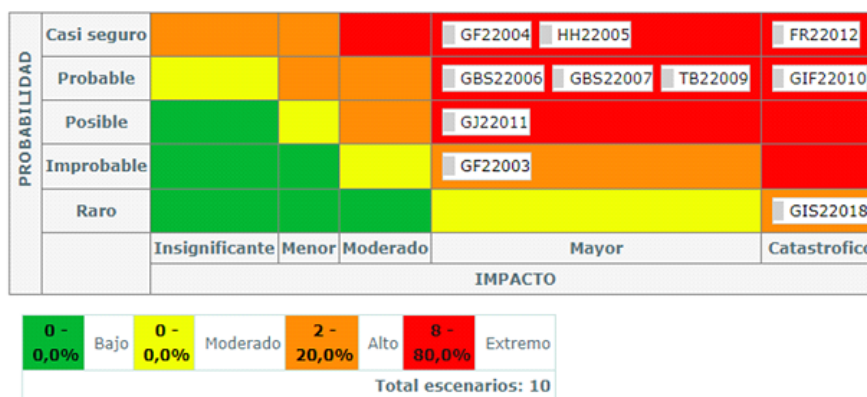 PROBABILIDAD
Casi seguro GF22004 HH22005 FR22012
Probable GBS22006 GBS22007 TB22009 GIF22010
Posible GJ22011
Improbable GF22003
Raro GIS22018
Insignificante Menor Moderado Mayor Catastrofico
IMPACTO
0 - 0,0% Bajo 0 - 0,0% Moderado 2 - 20,0% Alto 8 - 80,0% Extremo
Total escenarios: 10